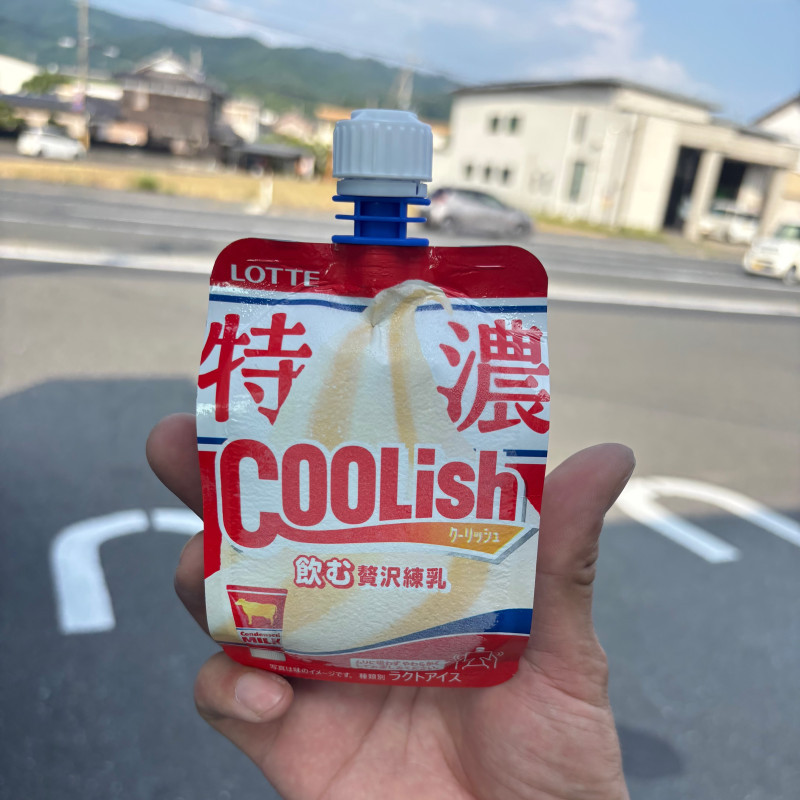 LOTTE
特濃
COOLish
クーリッシュ
飲む贅沢練乳
Condensed
MILK
写真は味のイメージです。 種類別 ラクトアイス